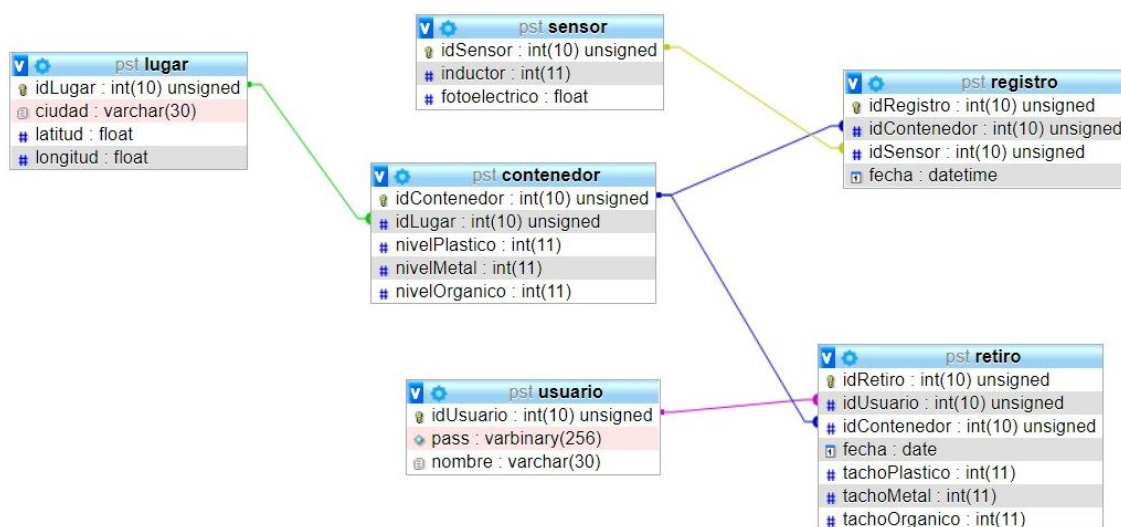 pst sensor
idSensor : int(10) unsigned
inductor : int(11)
fotoelectrico : float
pst lugar
idLugar : int(10) unsigned
ciudad : varchar(30)
latitud : float
longitud : float
pst registro
idRegistro : int(10) unsigned
idContenedor : int(10) unsigned
idSensor : int(10) unsigned
fecha : datetime
pst contenedor
idContenedor : int(10) unsigned
idLugar : int(10) unsigned
nivelPlastico : int(11)
nivelMetal : int(11)
nivelOrganico : int(11)
pst usuario
idUsuario : int(10) unsigned
pass : varbinary(256)
nombre : varchar(30)
pst retiro
idRetiro : int(10) unsigned
idUsuario : int(10) unsigned
idContenedor : int(10) unsigned
fecha : date
tachoPlastico : int(11)
tachoMetal : int(11)
tachoOrganico : int(11)